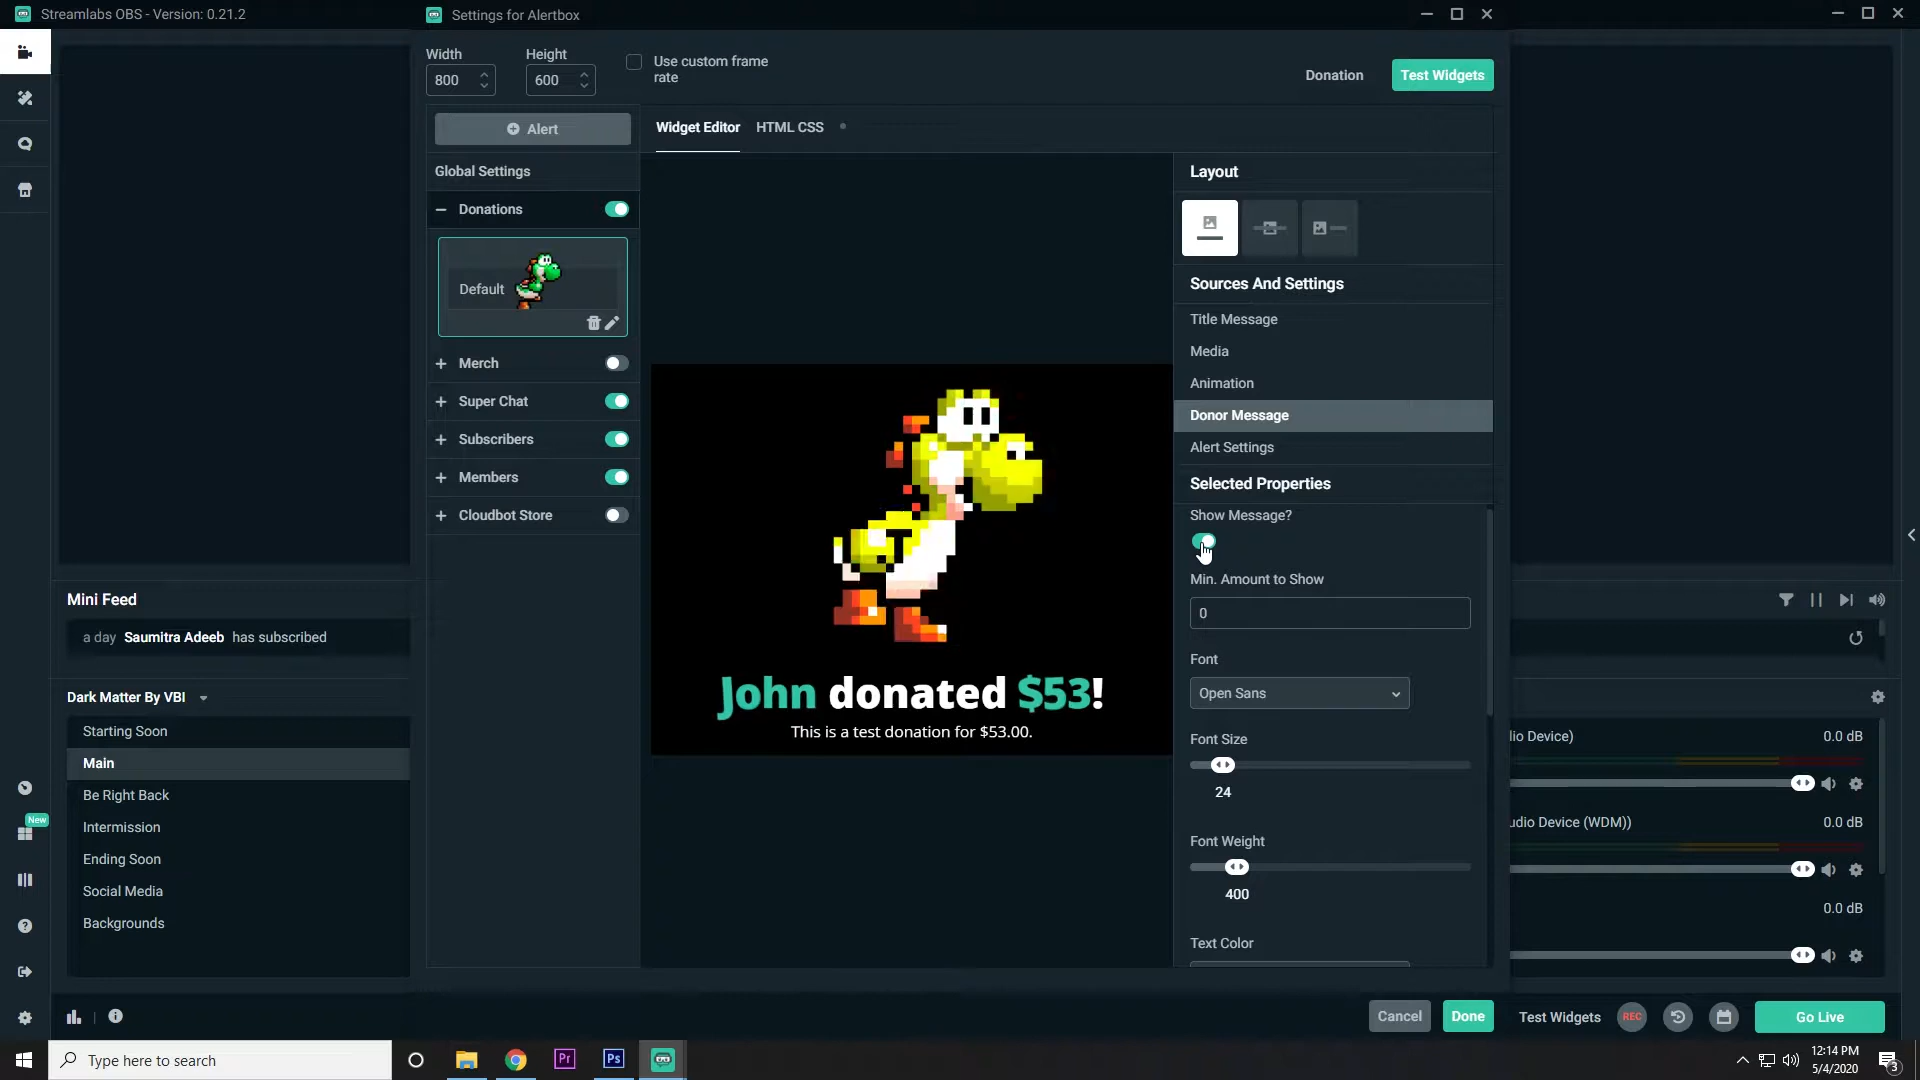 Streamlabs OBS - Version: 0.21.2
Settings for Alertbox
Width
Height
800
600
Use custom frame
rate
Donation
Test Widgets
Alert
Widget Editor
HTML CSS
Global Settings
Donations
Default
Merch
Super Chat
Subscribers
Members
Cloudbot Store
Layout
Sources And Settings
Title Message
Media
Animation
Donor Message
Alert Settings
Selected Properties
Show Message?
Min. Amount to Show
0
Font
Open Sans
Font Size
24
Font Weight
400
Text Color
John donated $53!
This is a test donation for $53.00.
Mini Feed
a day Saumitra Adeeb has subscribed
Dark Matter By VBI
Starting Soon
Main
Be Right Back
Intermission
Ending Soon
Social Media
Backgrounds
New
lio Device)
0.0 dB
udio Device (WDM))
0.0 dB
0.0 dB
Cancel
Done
Test Widgets
REC
Go Live
Type here to search
Pr
Ps
12:14 PM
5/4/2020
3